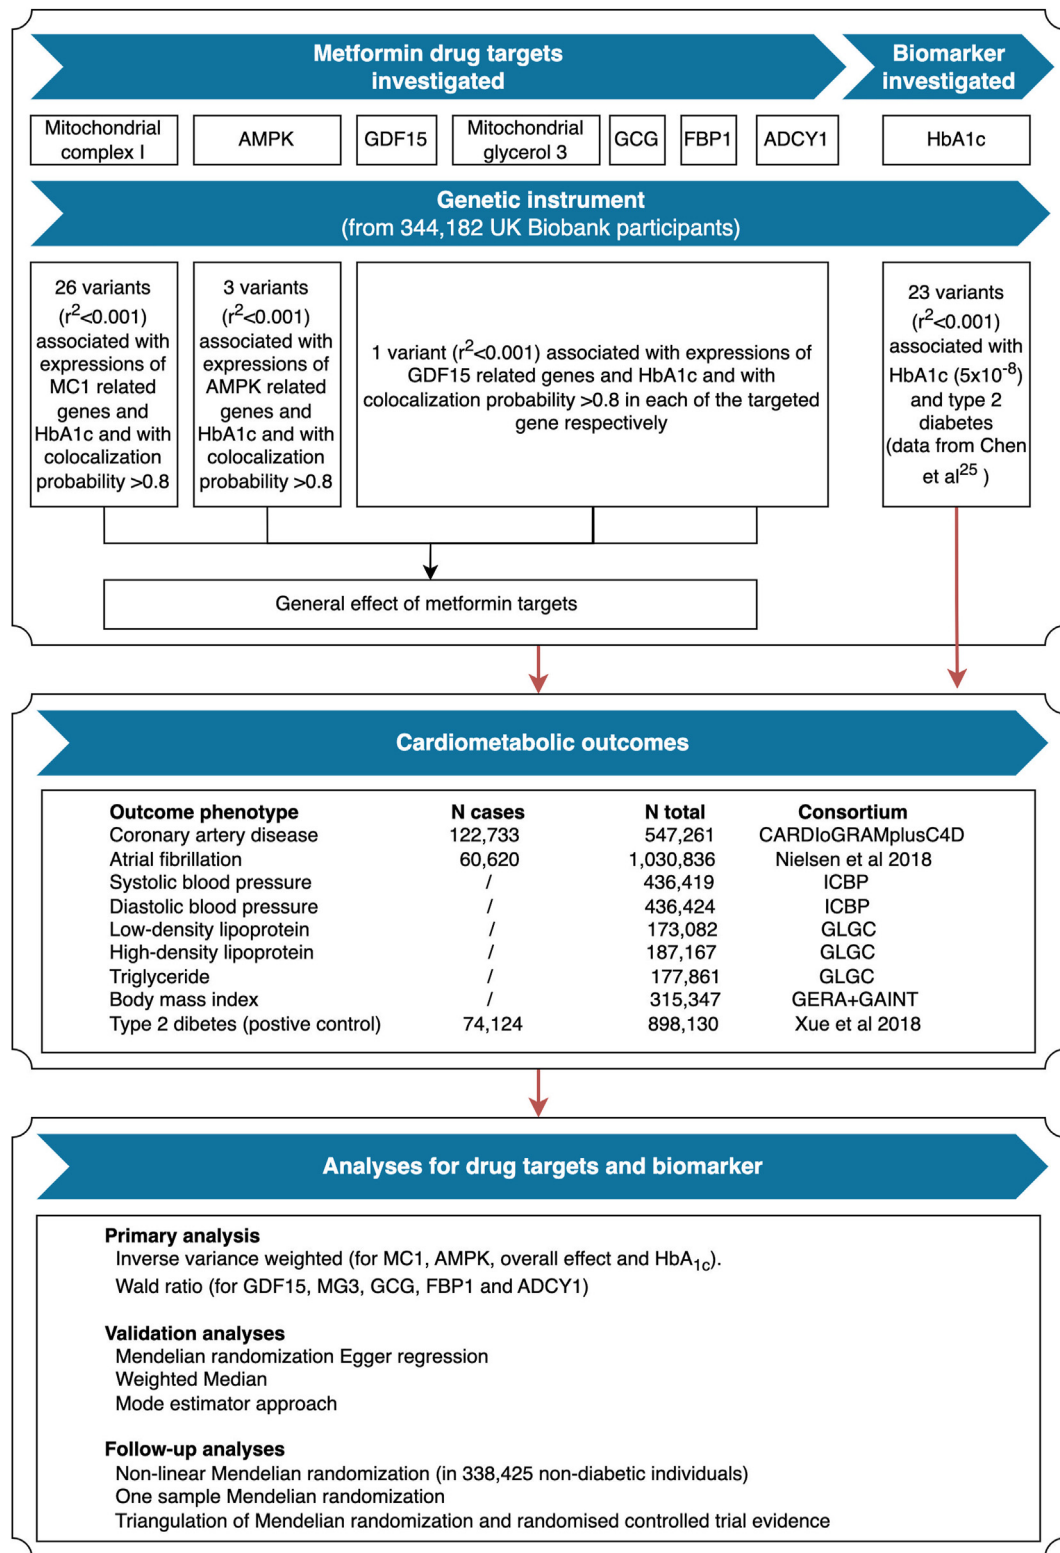 Metformin drug targets
investigated
Biomarker
investigated
Mitochondrial
complex I
AMPK
GDF15
Mitochondrial
glycerol 3
GCG
FBP1
ADCY1
HbA1c
Genetic instrument
(from 344,182 UK Biobank participants)
26 variants
(r²<0.001)
associated with
expressions of
MC1 related
genes and
HbA1c and with
colocalization
probability >0.8
3 variants
(r²<0.001)
associated with
expressions of
AMPK related
genes and
HbA1c and with
colocalization
probability >0.8
1 variant (r²<0.001) associated with expressions of
GDF15 related genes and HbA1c and with
colocalization probability >0.8 in each of the targeted
gene respectively
23 variants
(r²<0.001)
associated with
HbA1c (5x10⁻⁸)
and type 2
diabetes
(data from Chen
et al²⁵ )
General effect of metformin targets
Cardiometabolic outcomes
Outcome phenotype N cases N total Consortium
Coronary artery disease 122,733 547,261 CARDIoGRAMplusC4D
Atrial fibrillation 60,620 1,030,836 Nielsen et al 2018
Systolic blood pressure / 436,419 ICBP
Diastolic blood pressure / 436,424 ICBP
Low-density lipoprotein / 173,082 GLGC
High-density lipoprotein / 187,167 GLGC
Triglyceride / 177,861 GLGC
Body mass index / 315,347 GERA+GAINT
Type 2 dibetes (postive control) 74,124 898,130 Xue et al 2018
Analyses for drug targets and biomarker
Primary analysis
Inverse variance weighted (for MC1, AMPK, overall effect and HbA₁c).
Wald ratio (for GDF15, MG3, GCG, FBP1 and ADCY1)
Validation analyses
Mendelian randomization Egger regression
Weighted Median
Mode estimator approach
Follow-up analyses
Non-linear Mendelian randomization (in 338,425 non-diabetic individuals)
One sample Mendelian randomization
Triangulation of Mendelian randomization and randomised controlled trial evidence